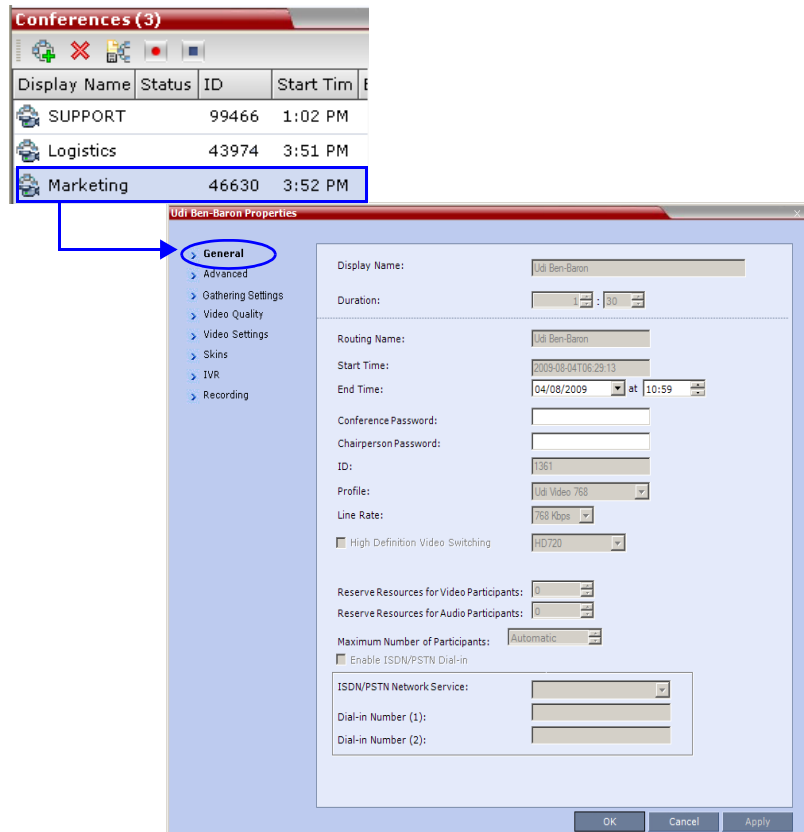 Conferences (3)
Display Name Status ID Start Tim
SUPPORT 99466 1:02 PM
Logistics 43974 3:51 PM
Marketing 46630 3:52 PM
Udi Ben-Baron Properties
General
Advanced
Gathering Settings
Video Quality
Video Settings
Skins
IVR
Recording
Display Name: Udi Ben-Baron
Duration: 1 : 30
Routing Name: Udi Ben-Baron
Start Time: 2009-08-04T06:29:13
End Time: 04/08/2009 at 10:59
Conference Password:
Chairperson Password:
ID: 1361
Profile: Udi Video 768
Line Rate: 768 Kbps
High Definition Video Switching HD720
Reserve Resources for Video Participants: 0
Reserve Resources for Audio Participants: 0
Maximum Number of Participants: Automatic
Enable ISDN/PSTN Dial-in
ISDN/PSTN Network Service:
Dial-in Number (1):
Dial-in Number (2):
OK Cancel Apply